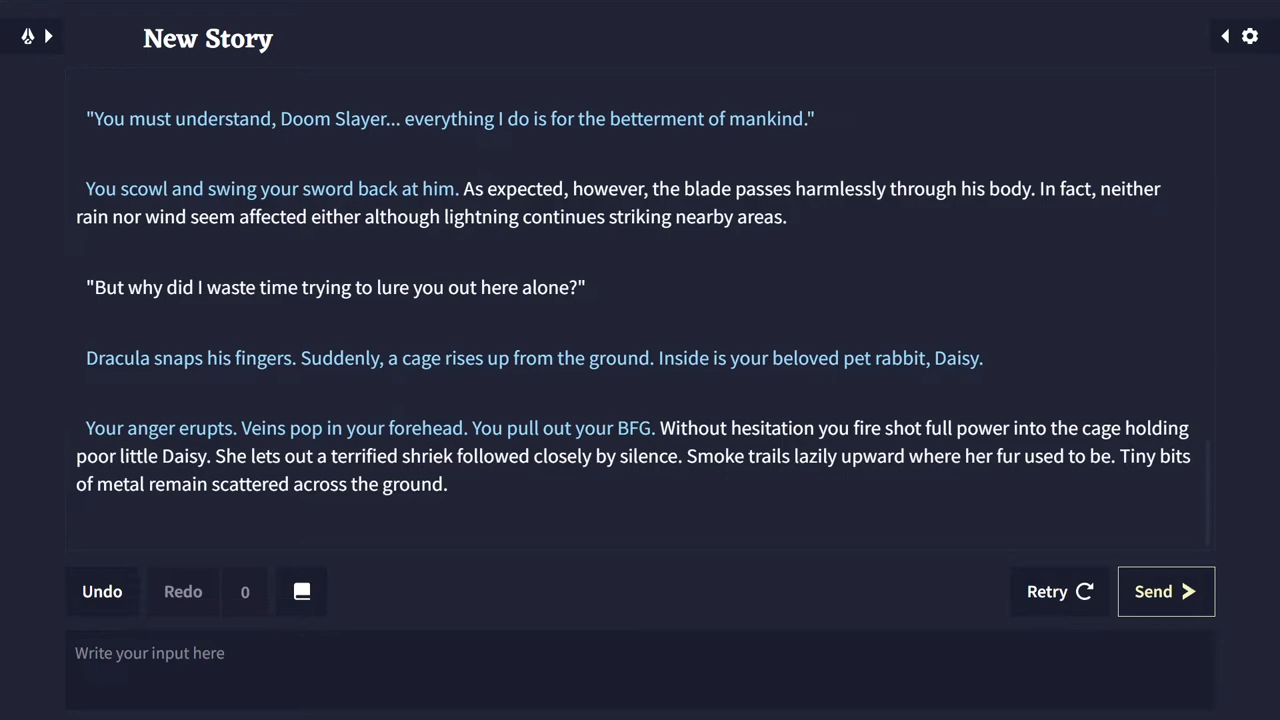 New Story
"You must understand, Doom Slayer... everything I do is for the betterment of mankind."
You scowl and swing your sword back at him. As expected, however, the blade passes harmlessly through his body. In fact, neither
rain nor wind seem affected either although lightning continues striking nearby areas.
"But why did I waste time trying to lure you out here alone?"
Dracula snaps his fingers. Suddenly, a cage rises up from the ground. Inside is your beloved pet rabbit, Daisy.
Your anger erupts. Veins pop in your forehead. You pull out your BFG. Without hesitation you fire shot full power into the cage holding
poor little Daisy. She lets out a terrified shriek followed closely by silence. Smoke trails lazily upward where her fur used to be. Tiny bits
of metal remain scattered across the ground.
Undo Redo 0 Retry Send
Write your input here